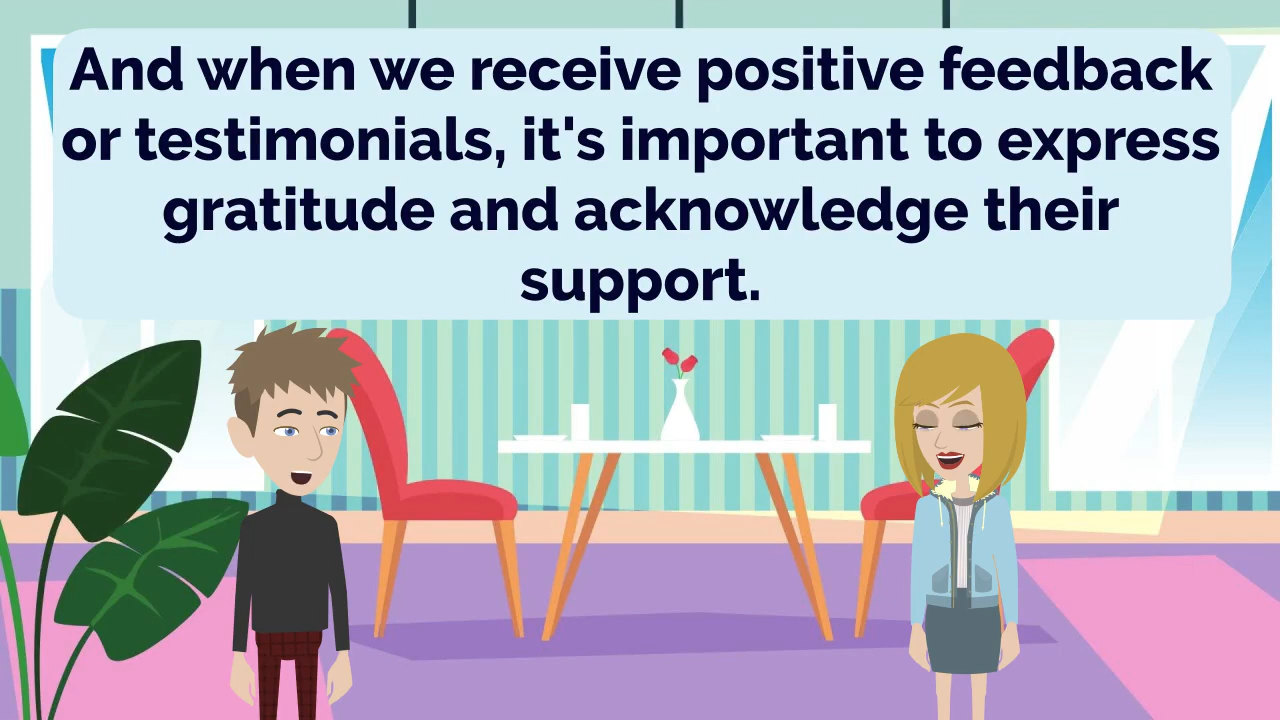 And when we receive positive feedback
or testimonials, it's important to express
gratitude and acknowledge their
support.